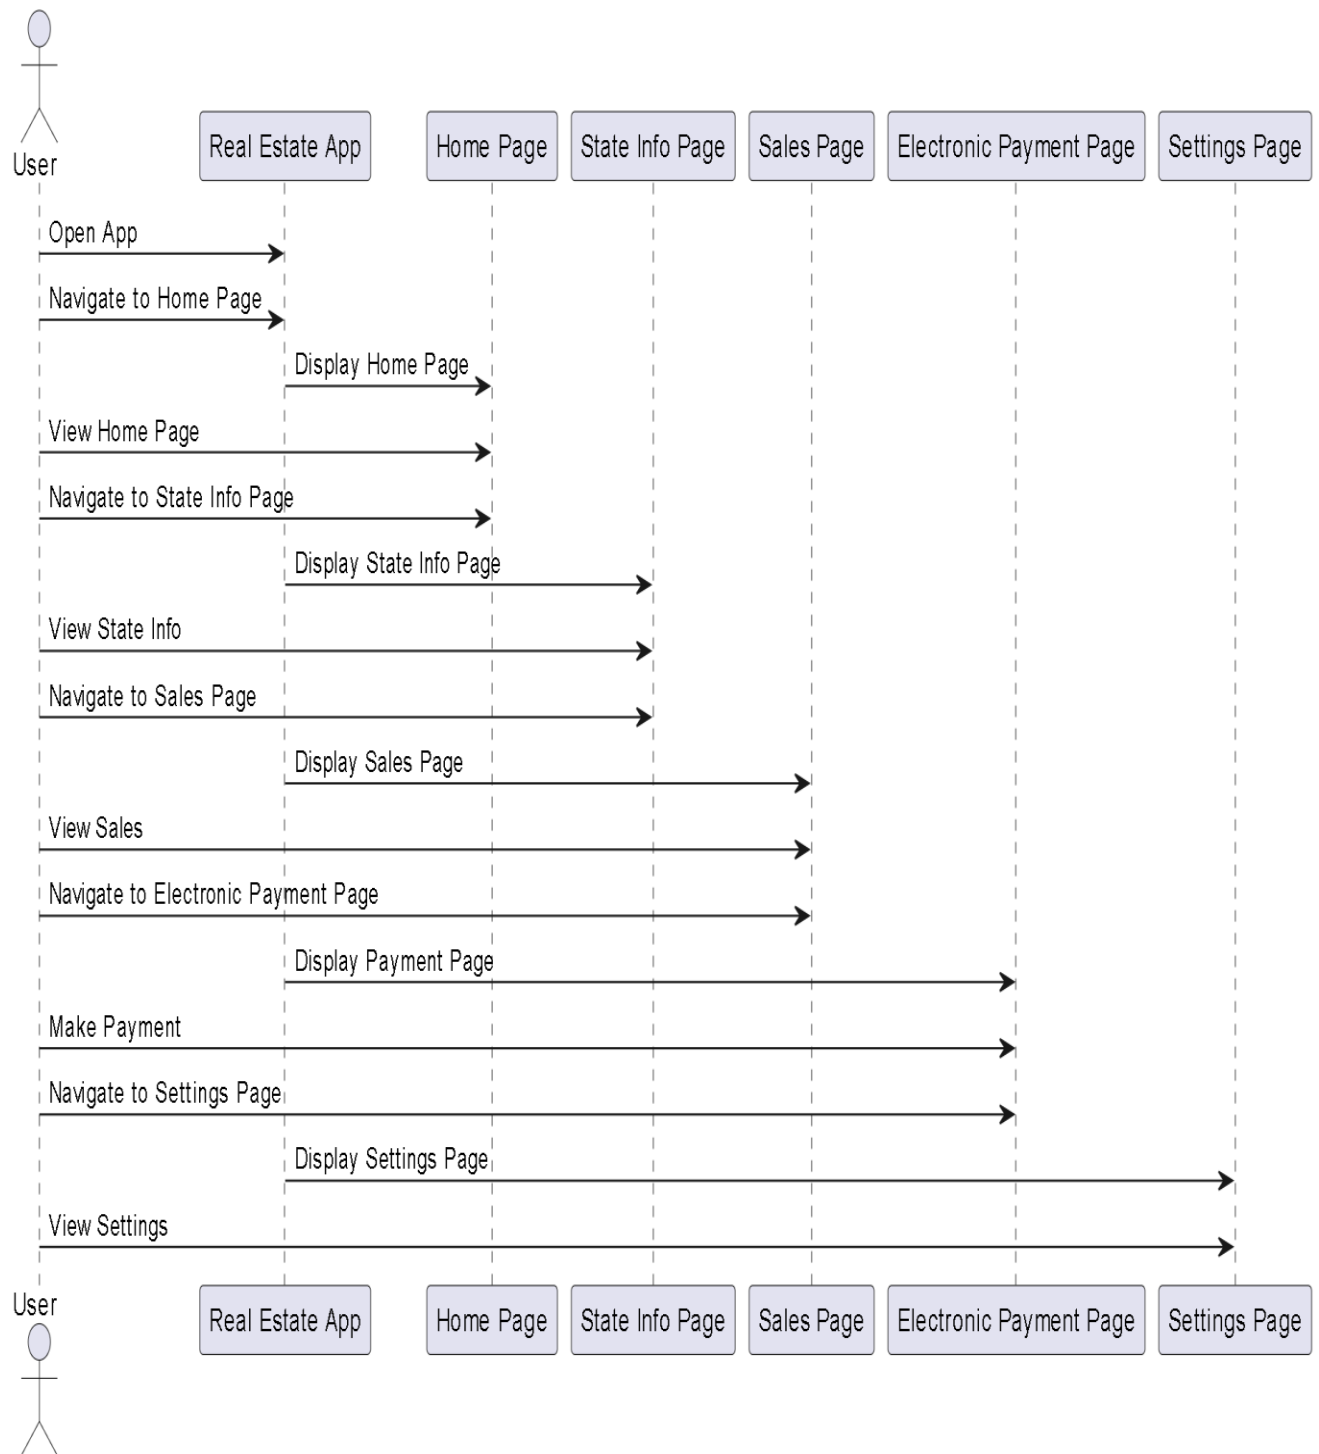 User
Real Estate App
Home Page
State Info Page
Sales Page
Electronic Payment Page
Settings Page
Open App
Navigate to Home Page
Display Home Page
View Home Page
Navigate to State Info Page
Display State Info Page
View State Info
Navigate to Sales Page
Display Sales Page
View Sales
Navigate to Electronic Payment Page
Display Payment Page
Make Payment
Navigate to Settings Page
Display Settings Page
View Settings
User
Real Estate App
Home Page
State Info Page
Sales Page
Electronic Payment Page
Settings Page